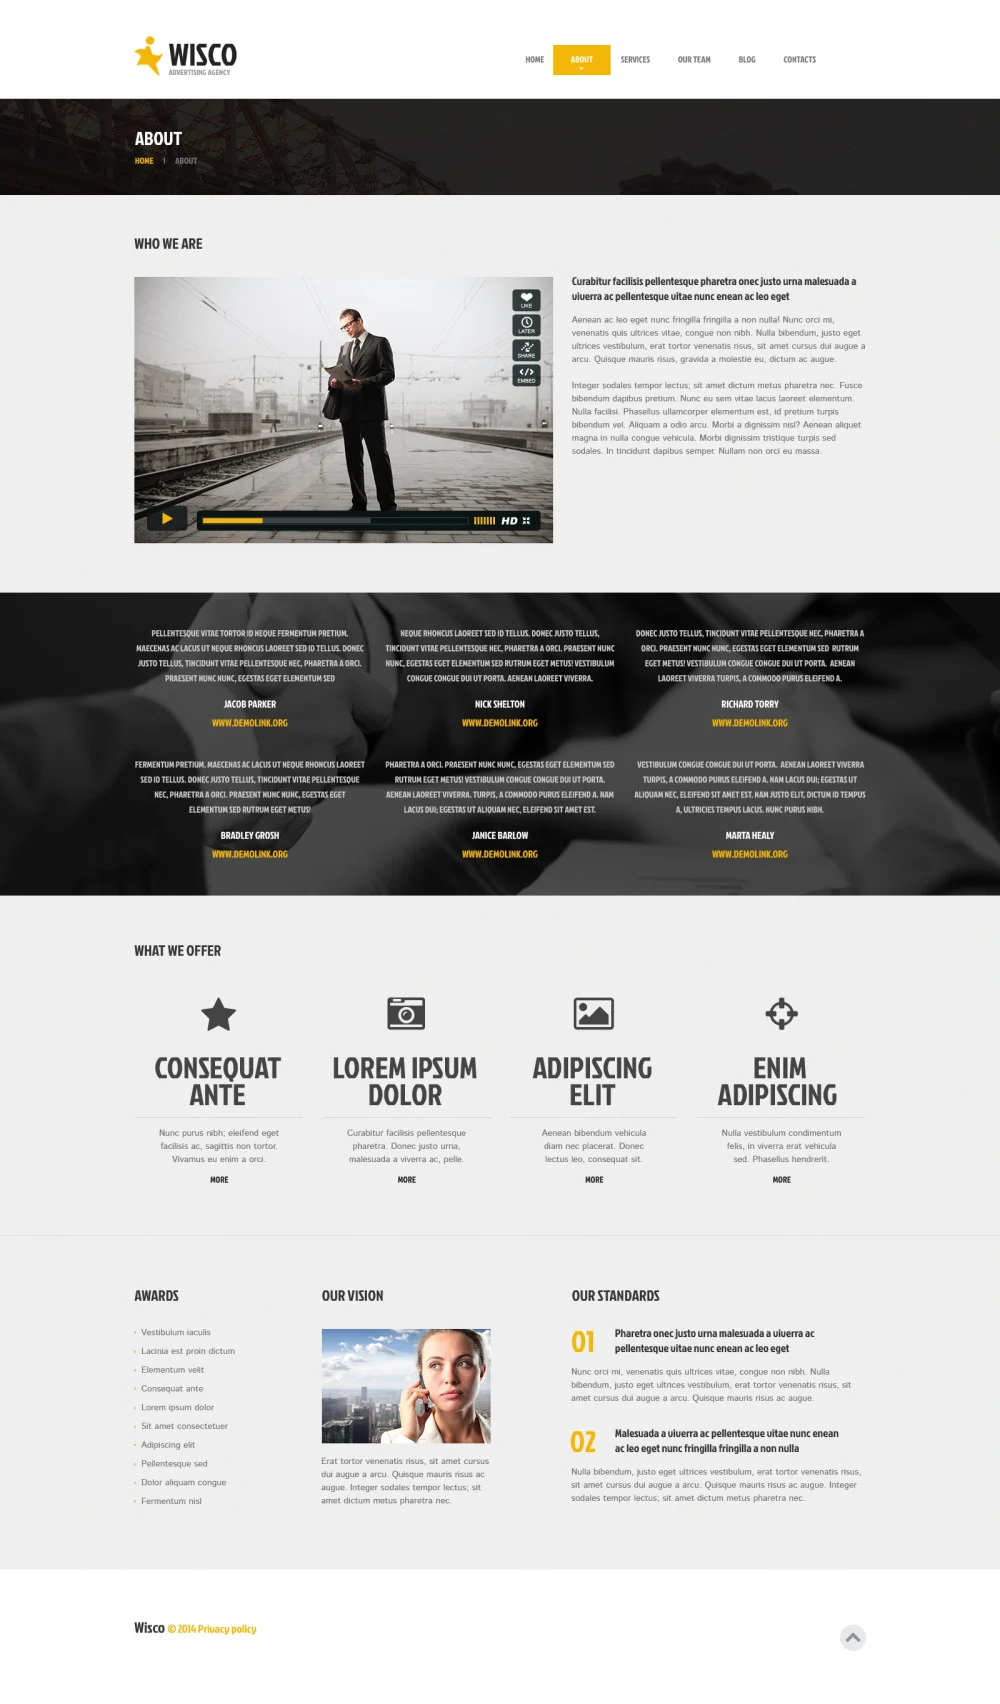 WISCO
ADVERTISING AGENCY
HOME
ABOUT
SERVICES
OUR TEAM
BLOG
CONTACTS
ABOUT
HOME | ABOUT
WHO WE ARE
LIKE
LATER
SHARE
EMBED
HD
Curabitur facilisis pellentesque pharetra onec justo urna malesuada a
viverra ac pellentesque vitae nunc enean ac leo eget
Aenean ac leo eget nunc fringilla fringilla a non nulla! Nunc orci mi,
venenatis quis ultrices vitae, congue non nibh. Nulla bibendum, justo eget
ultrices vestibulum, erat tortor venenatis risus, sit amet cursus dui augue a
arcu. Quisque mauris risus, gravida a molestie eu, dictum ac augue.
Integer sodales tempor lectus; sit amet dictum metus pharetra nec. Fusce
bibendum dapibus pretium. Nunc eu sem vitae lacus laoreet elementum.
Nulla facilisi. Phasellus ullamcorper elementum est, id pretium turpis
bibendum vel. Aliquam a odio arcu. Morbi a dignissim nisl? Aenean aliquet
magna in nulla congue vehicula. Morbi dignissim tristique turpis sed
sodales. In tincidunt dapibus semper. Nullam non orci eu massa.
PELLENTESQUE VITAE TORTOR ID NEQUE FERMENTUM PRETIUM.
MAECENAS AC LACUS UT NEQUE RHONCUS LAOREET SED ID TELLUS. DONEC
JUSTO TELLUS, TINCIDUNT VITAE PELLENTESQUE NEC, PHARETRA A ORCI.
PRAESENT NUNC NUNC, EGESTAS EGET ELEMENTUM SED
JACOB PARKER
WWW.DEMOLINK.ORG
NEQUE RHONCUS LAOREET SED ID TELLUS. DONEC JUSTO TELLUS,
TINCIDUNT VITAE PELLENTESQUE NEC, PHARETRA A ORCI. PRAESENT NUNC
NUNC, EGESTAS EGET ELEMENTUM SED RUTRUM EGET METUS! VESTIBULUM
CONGUE CONGUE DUI UT PORTA. AENEAN LAOREET VIVERRA.
NICK SHELTON
WWW.DEMOLINK.ORG
DONEC JUSTO TELLUS, TINCIDUNT VITAE PELLENTESQUE NEC, PHARETRA A
ORCI. PRAESENT NUNC NUNC, EGESTAS EGET ELEMENTUM SED RUTRUM
EGET METUS! VESTIBULUM CONGUE CONGUE DUI UT PORTA. AENEAN
LAOREET VIVERRA TURPIS, A COMMODO PURUS ELEIFEND A.
RICHARD TORRY
WWW.DEMOLINK.ORG
FERMENTUM PRETIUM. MAECENAS AC LACUS UT NEQUE RHONCUS LAOREET
SED ID TELLUS. DONEC JUSTO TELLUS, TINCIDUNT VITAE PELLENTESQUE
NEC, PHARETRA A ORCI. PRAESENT NUNC NUNC, EGESTAS EGET
ELEMENTUM SED RUTRUM EGET METUS!
BRADLEY GROSH
WWW.DEMOLINK.ORG
PHARETRA A ORCI. PRAESENT NUNC NUNC, EGESTAS EGET ELEMENTUM SED
RUTRUM EGET METUS! VESTIBULUM CONGUE CONGUE DUI UT PORTA.
AENEAN LAOREET VIVERRA. TURPIS, A COMMODO PURUS ELEIFEND A. NAM
LACUS DUI; EGESTAS UT ALIQUAM NEC, ELEIFEND SIT AMET EST.
JANICE BARLOW
WWW.DEMOLINK.ORG
VESTIBULUM CONGUE CONGUE DUI UT PORTA. AENEAN LAOREET VIVERRA
TURPIS, A COMMODO PURUS ELEIFEND A. NAM LACUS DUI; EGESTAS UT
ALIQUAM NEC, ELEIFEND SIT AMET EST. NAM JUSTO ELIT, DICTUM ID TEMPUS
A, ULTRICIES TEMPUS LACUS. NUNC PURUS NIBH.
MARTA HEALY
WWW.DEMOLINK.ORG
WHAT WE OFFER
CONSEQUAT
ANTE
Nunc purus nibh; eleifend eget
facilisis ac, sagittis non tortor.
Vivamus eu enim a orci.
MORE
LOREM IPSUM
DOLOR
Curabitur facilisis pellentesque
pharetra. Donec justo urna,
malesuada a viverra ac, pelle.
MORE
ADIPISCING
ELIT
Aenean bibendum vehicula
diam nec placerat. Donec
lectus leo, consequat sit.
MORE
ENIM
ADIPISCING
Nulla vestibulum condimentum
felis, in viverra erat vehicula
sed. Phasellus hendrerit.
MORE
AWARDS
Vestibulum iaculis
Lacinia est proin dictum
Elementum velit
Consequat ante
Lorem ipsum dolor
Sit amet consectetuer
Adipiscing elit
Pellentesque sed
Dolor aliquam congue
Fermentum nisl
OUR VISION
Erat tortor venenatis risus, sit amet cursus
dui augue a arcu. Quisque mauris risus ac
augue. Integer sodales tempor lectus; sit
amet dictum metus pharetra nec.
OUR STANDARDS
01
Pharetra onec justo urna malesuada a viverra ac
pellentesque vitae nunc enean ac leo eget
Nunc orci mi, venenatis quis ultrices vitae, congue non nibh. Nulla
bibendum, justo eget ultrices vestibulum, erat tortor venenatis risus, sit
amet cursus dui augue a arcu. Quisque mauris risus ac augue.
02
Malesuada a viverra ac pellentesque vitae nunc enean
ac leo eget nunc fringilla fringilla a non nulla
Nulla bibendum, justo eget ultrices vestibulum, erat tortor venenatis risus,
sit amet cursus dui augue a arcu. Quisque mauris risus ac augue. Integer
sodales tempor lectus; sit amet dictum metus pharetra nec.
Wisco © 2014 Privacy policy